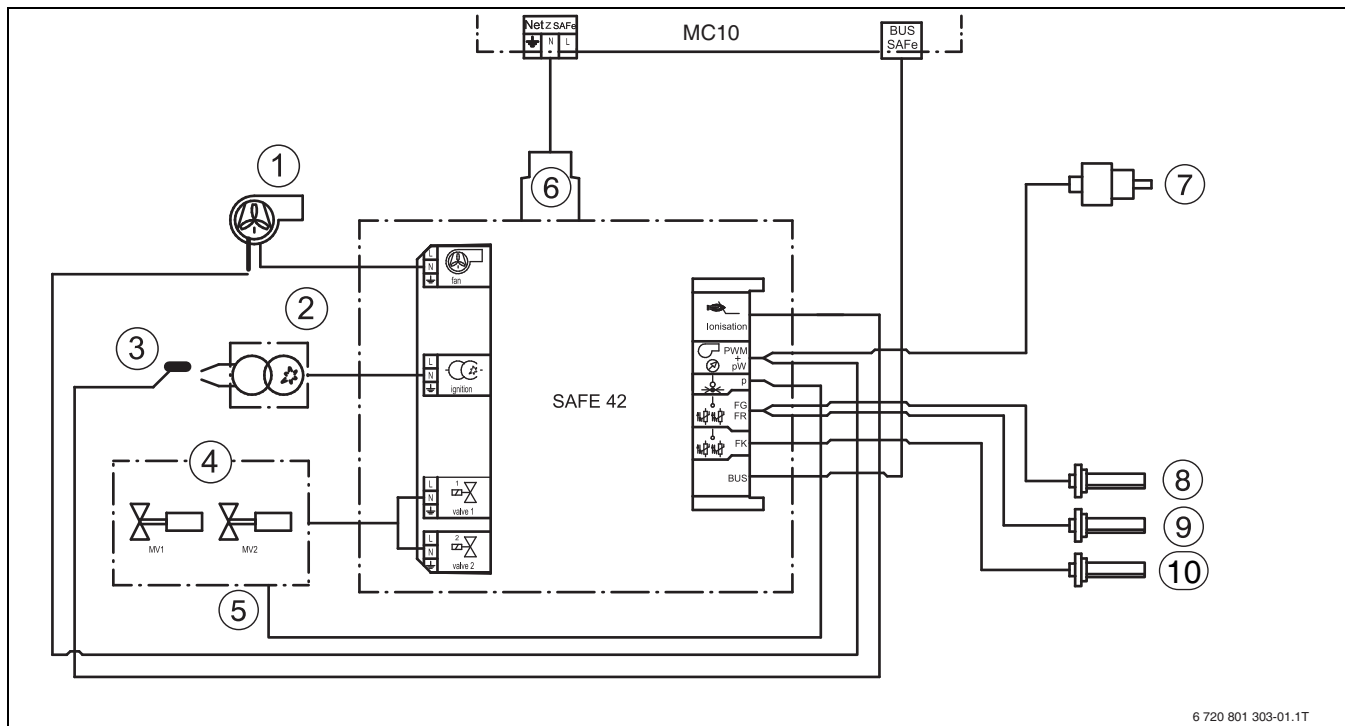 Netz SAFe
N L
MC10
BUS
SAFe
1
6
7
2
3
L
N
fan
Ionisation
PWM
+
pW
L
N
ignition
SAFE 42
p
FG
FR
FK
BUS
4
MV1
MV2
L
N
1
valve 1
L
N
2
valve 2
5
8
9
10
6 720 801 303-01.1T